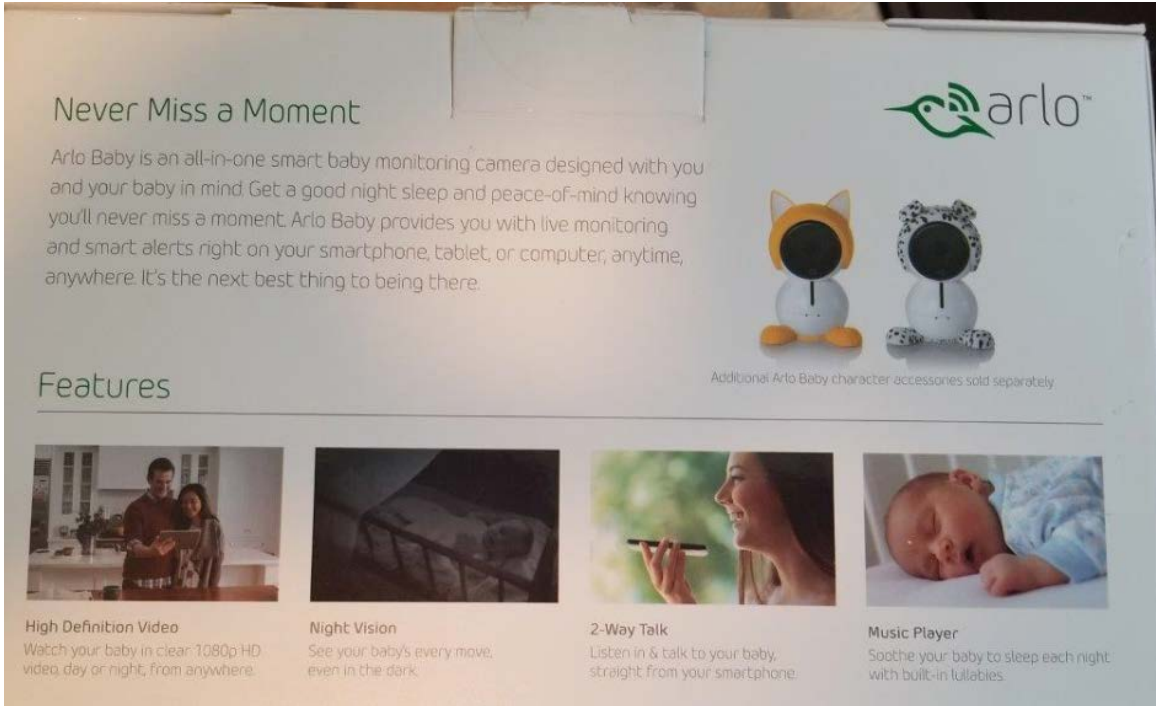 Never Miss a Moment
arlo™
Arlo Baby is an all-in-one smart baby monitoring camera designed with you
and your baby in mind Get a good night sleep and peace-of-mind knowing
you'll never miss a moment. Arlo Baby provides you with live monitoring
and smart alerts right on your smartphone, tablet, or computer, anytime,
anywhere. It's the next best thing to being there.
Additional Arlo Baby character accessories sold separately
Features
High Definition Video
Watch your baby in clear 1080p HD
video, day or night, from anywhere.
Night Vision
See your baby's every move,
even in the dark.
2-Way Talk
Listen in & talk to your baby,
straight from your smartphone.
Music Player
Soothe your baby to sleep each night
with built-in lullabies.